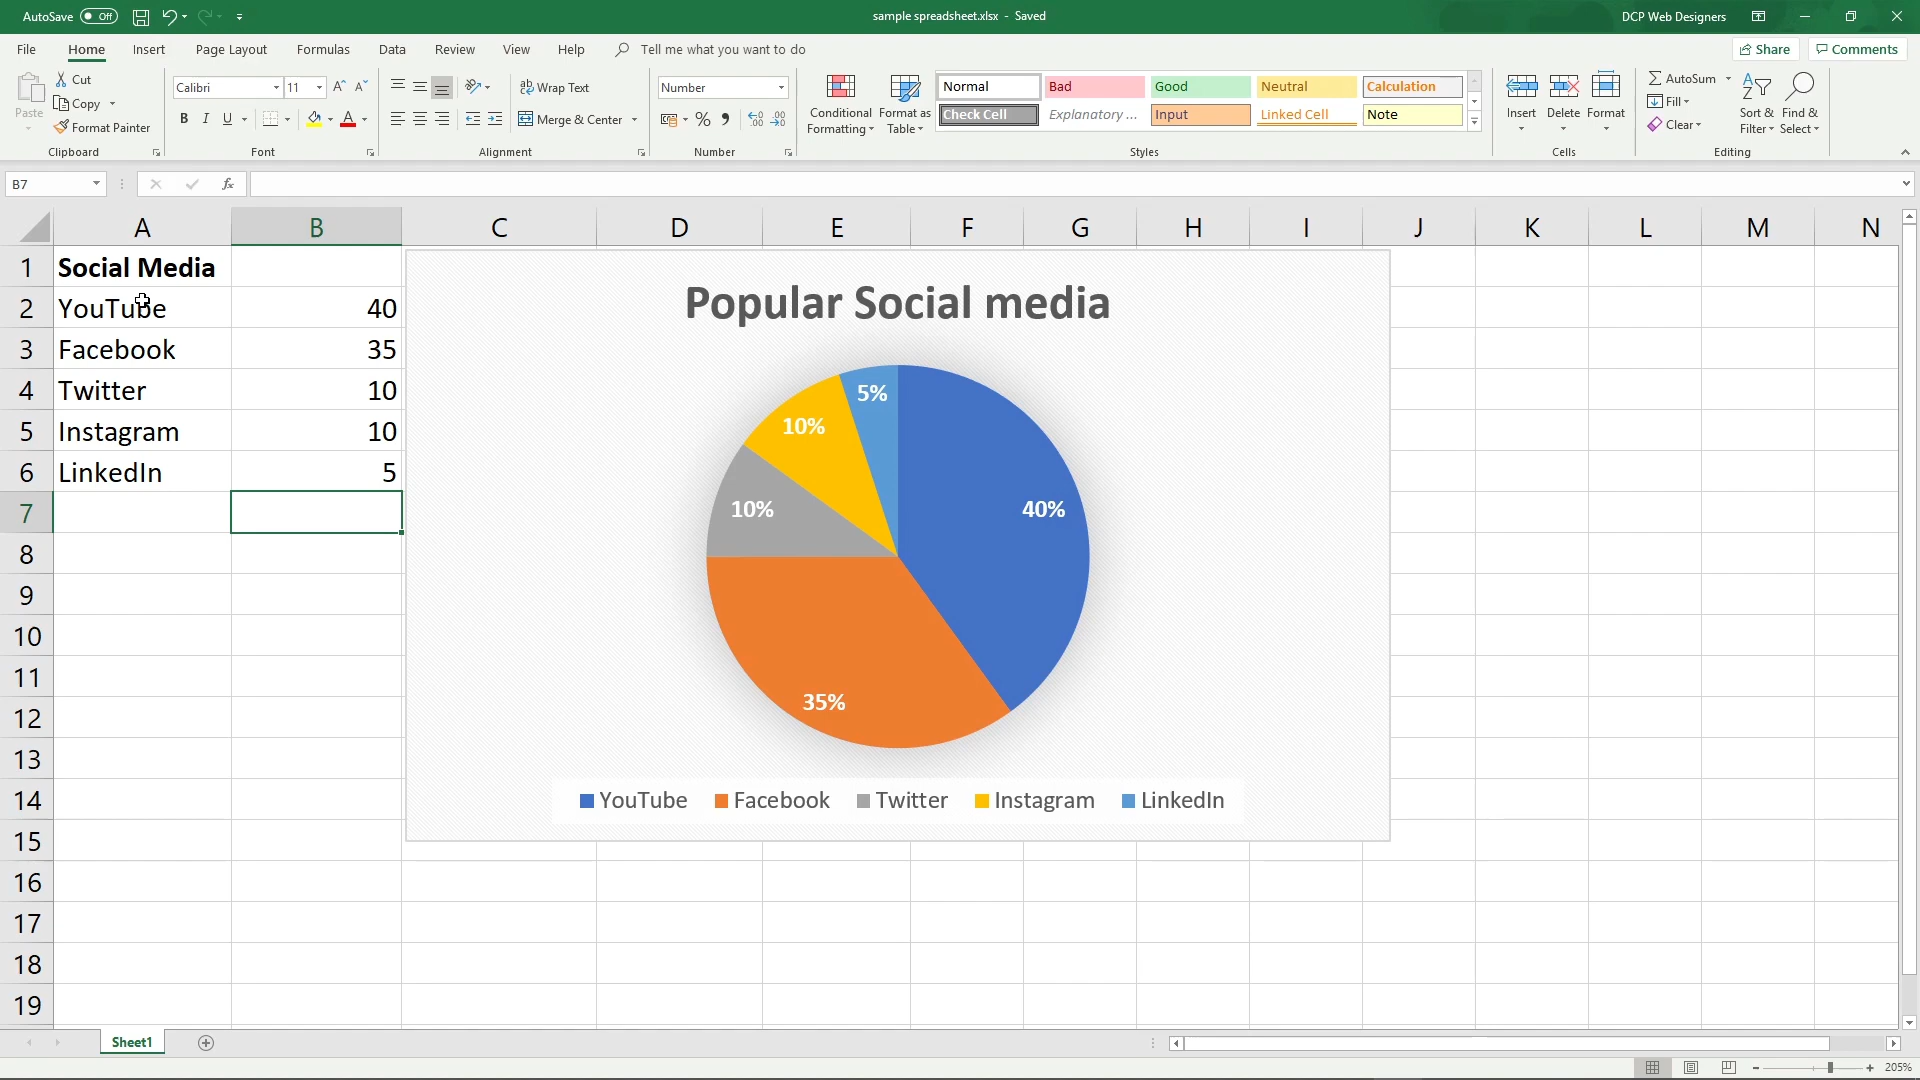 AutoSave Off sample spreadsheet.xlsx - Saved DCP Web Designers
File Home Insert Page Layout Formulas Data Review View Help Tell me what you want to do Share Comments
Paste Cut Copy Format Painter Clipboard
Calibri 11 B I U A Font
Wrap Text Merge & Center Alignment
Number % Number
Conditional Formatting Format as Table
Normal Bad Good Neutral Calculation
Check Cell Explanatory ... Input Linked Cell Note
Styles
Insert Delete Format Cells
AutoSum Fill Clear Sort & Filter Find & Select Editing
B7 fx
A B C D E F G H I J K L M N
1 Social Media
2 YouTube 40
3 Facebook 35
4 Twitter 10
5 Instagram 10
6 LinkedIn 5
7
8
9
10
11
12
13
14
15
16
17
18
19
Popular Social media
5%
10%
40%
10%
35%
YouTube Facebook Twitter Instagram LinkedIn
Sheet1
205%